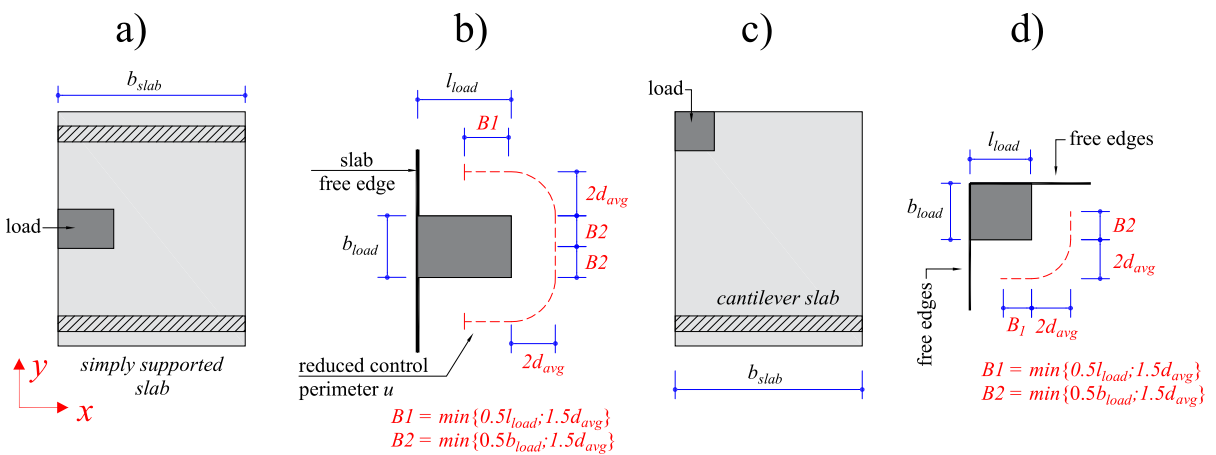 a)
b_slab
load
simply supported
slab
y
x
b)
l_load
B1
slab
free edge
2d_avg
B2
b_load
B2
reduced control
perimeter u
2d_avg
B1 = min{0.5l_load;1.5d_avg}
B2 = min{0.5b_load;1.5d_avg}
c)
load
cantilever slab
b_slab
d)
free edges
l_load
b_load
B2
2d_avg
free edges
B_1
2d_avg
B1 = min{0.5l_load;1.5d_avg}
B2 = min{0.5b_load;1.5d_avg}